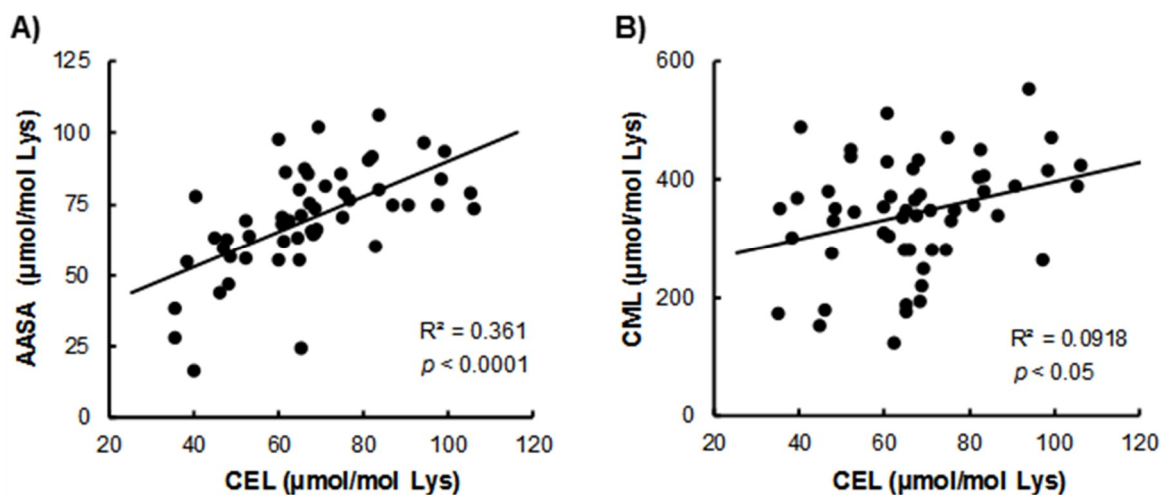 A)
125
100
75
50
25
0
AASA (μmol/mol Lys)
R² = 0.361
p < 0.0001
20 40 60 80 100 120
CEL (μmol/mol Lys)
B)
600
400
200
0
CML (μmol/mol Lys)
R² = 0.0918
p < 0.05
20 40 60 80 100 120
CEL (μmol/mol Lys)